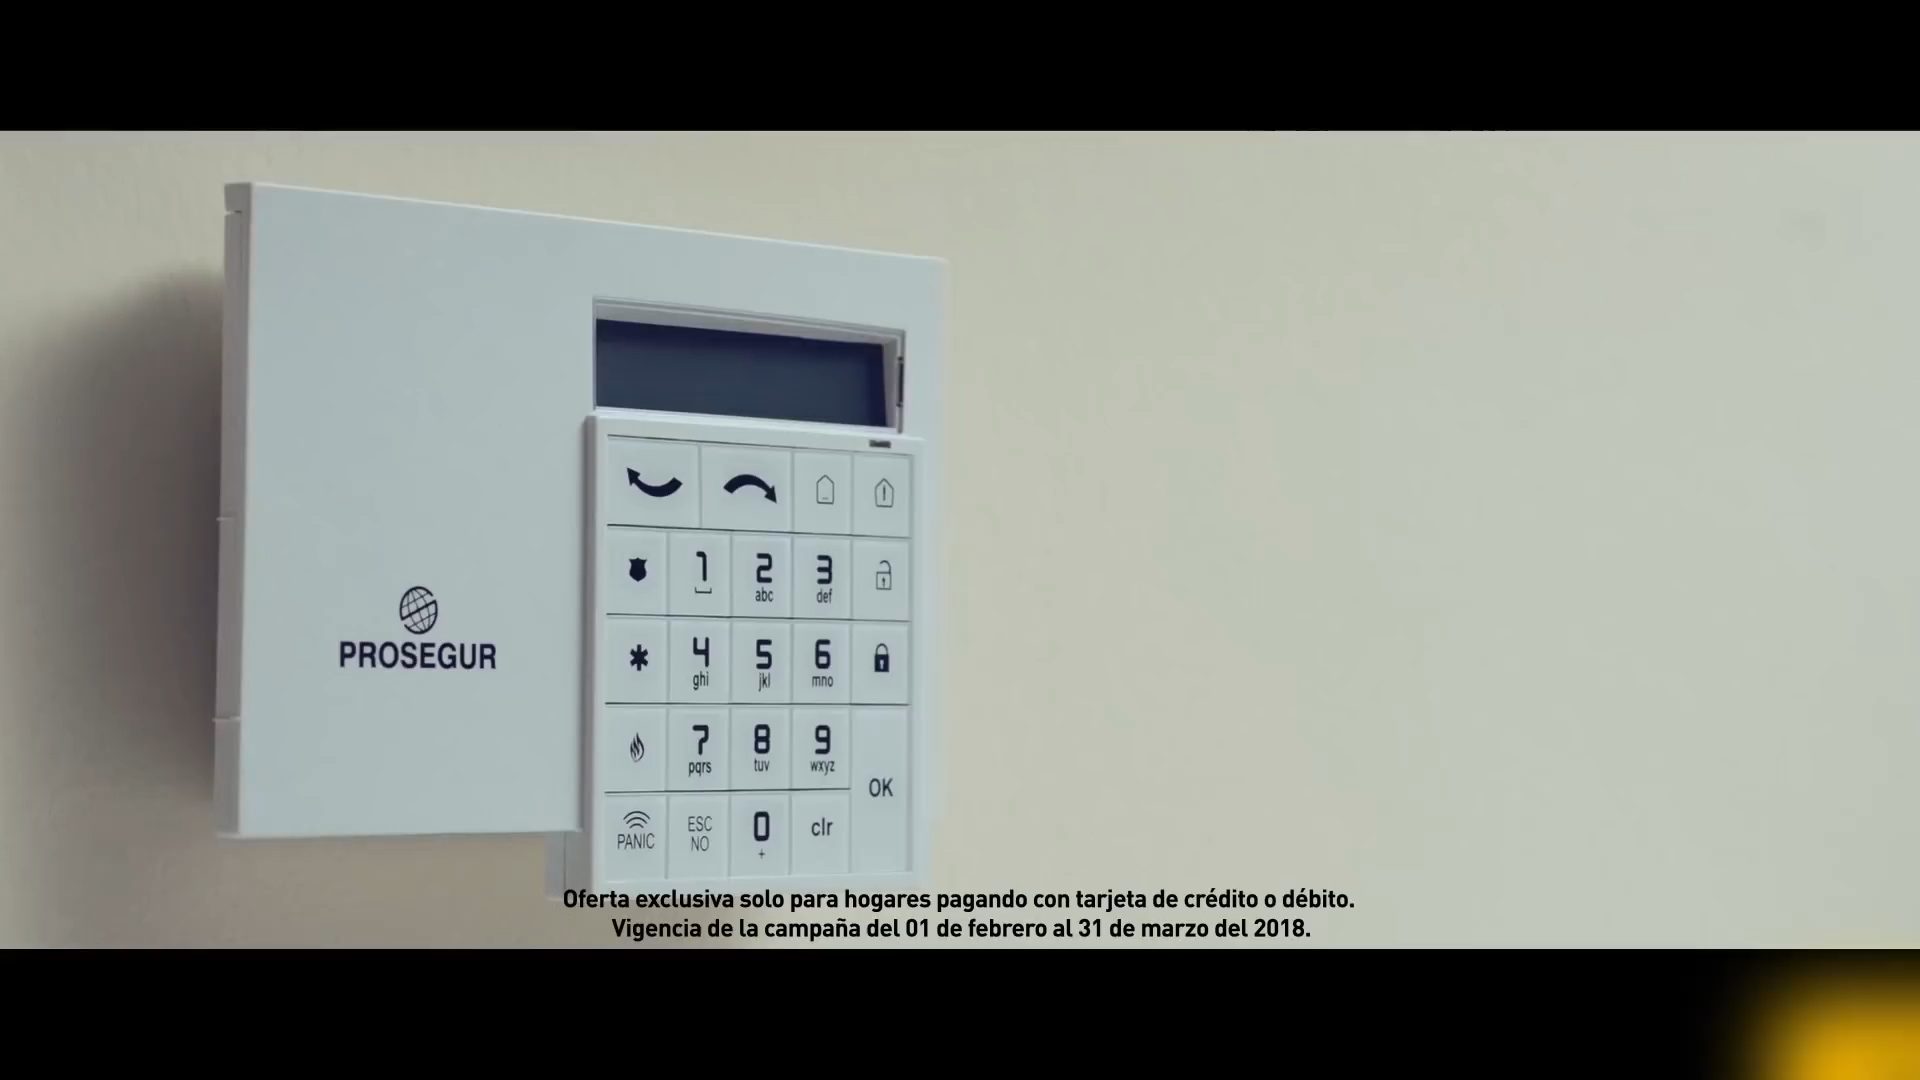 PROSEGUR
1
2
abc
3
def
4
ghi
5
jkl
6
mno
7
pqrs
8
tuv
9
wxyz
OK
PANIC
ESC
NO
0
+
clr
Oferta exclusiva solo para hogares pagando con tarjeta de crédito o débito.
Vigencia de la campaña del 01 de febrero al 31 de marzo del 2018.